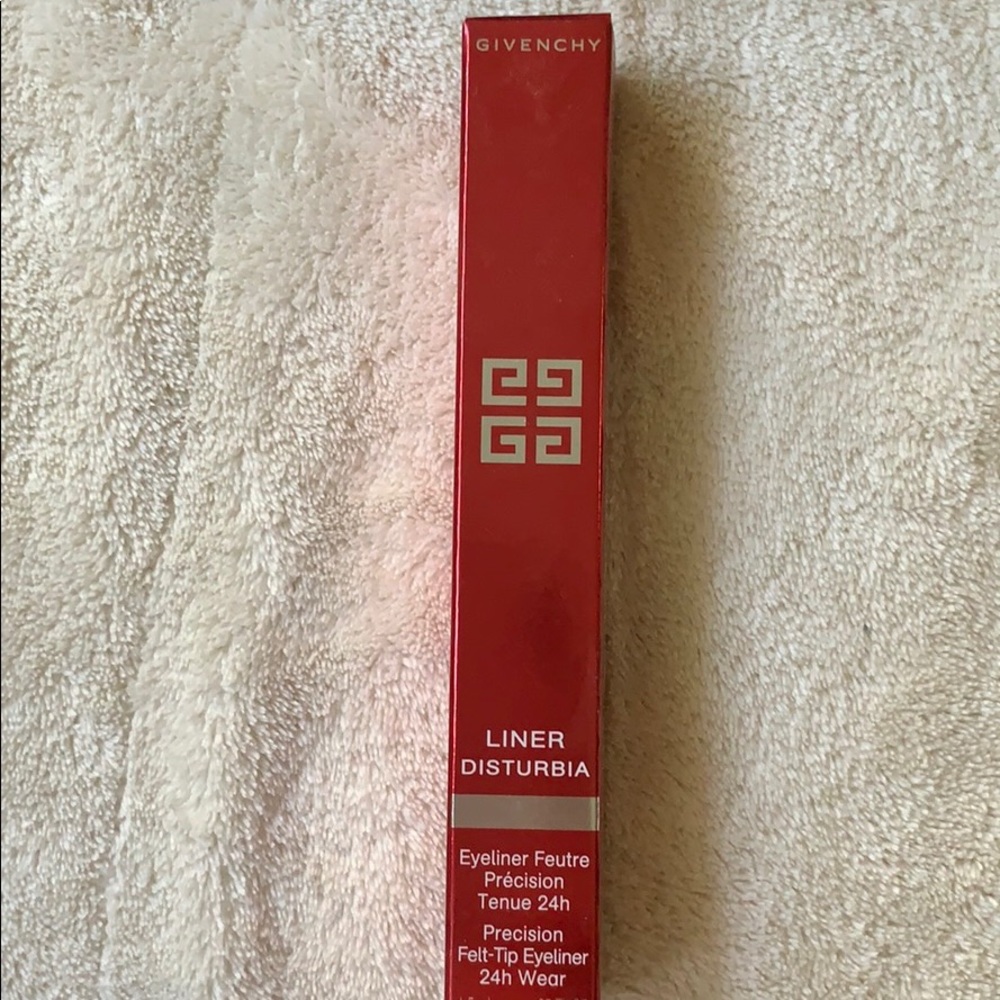 GIVENCHY
LINER
DISTURBIA
Eyeliner Feutre
Précision
Tenue 24h
Precision
Felt-Tip Eyeliner
24h Wear